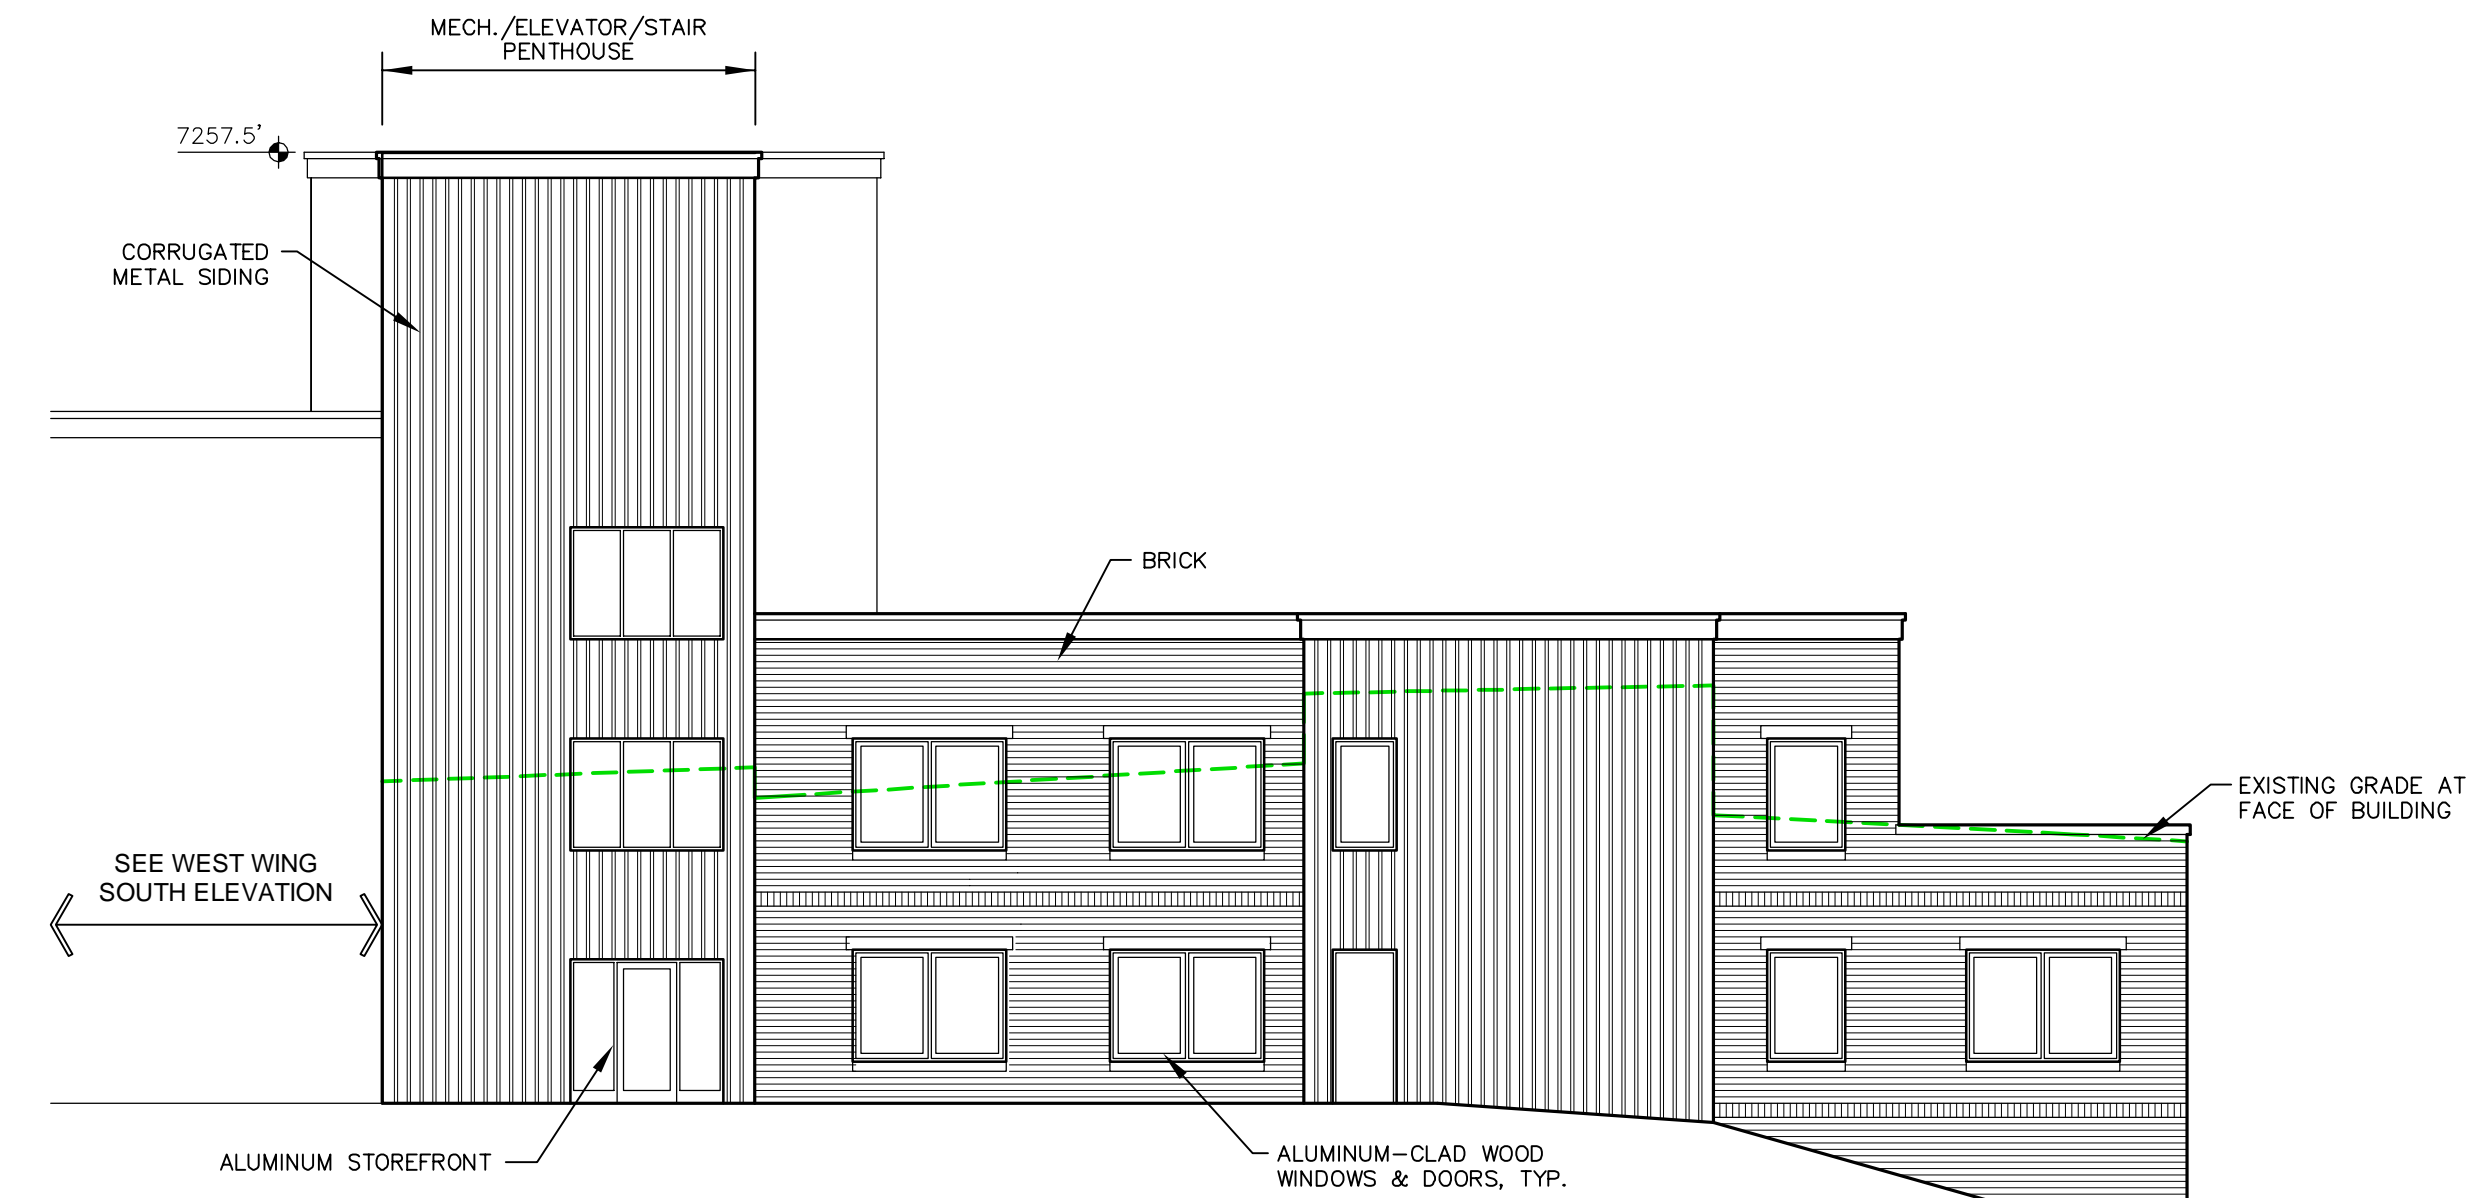 MECH./ELEVATOR/STAIR
PENTHOUSE
7257.5'
CORRUGATED
METAL SIDING
BRICK
EXISTING GRADE AT
FACE OF BUILDING
SEE WEST WING
SOUTH ELEVATION
ALUMINUM STOREFRONT
ALUMINUM-CLAD WOOD
WINDOWS & DOORS, TYP.